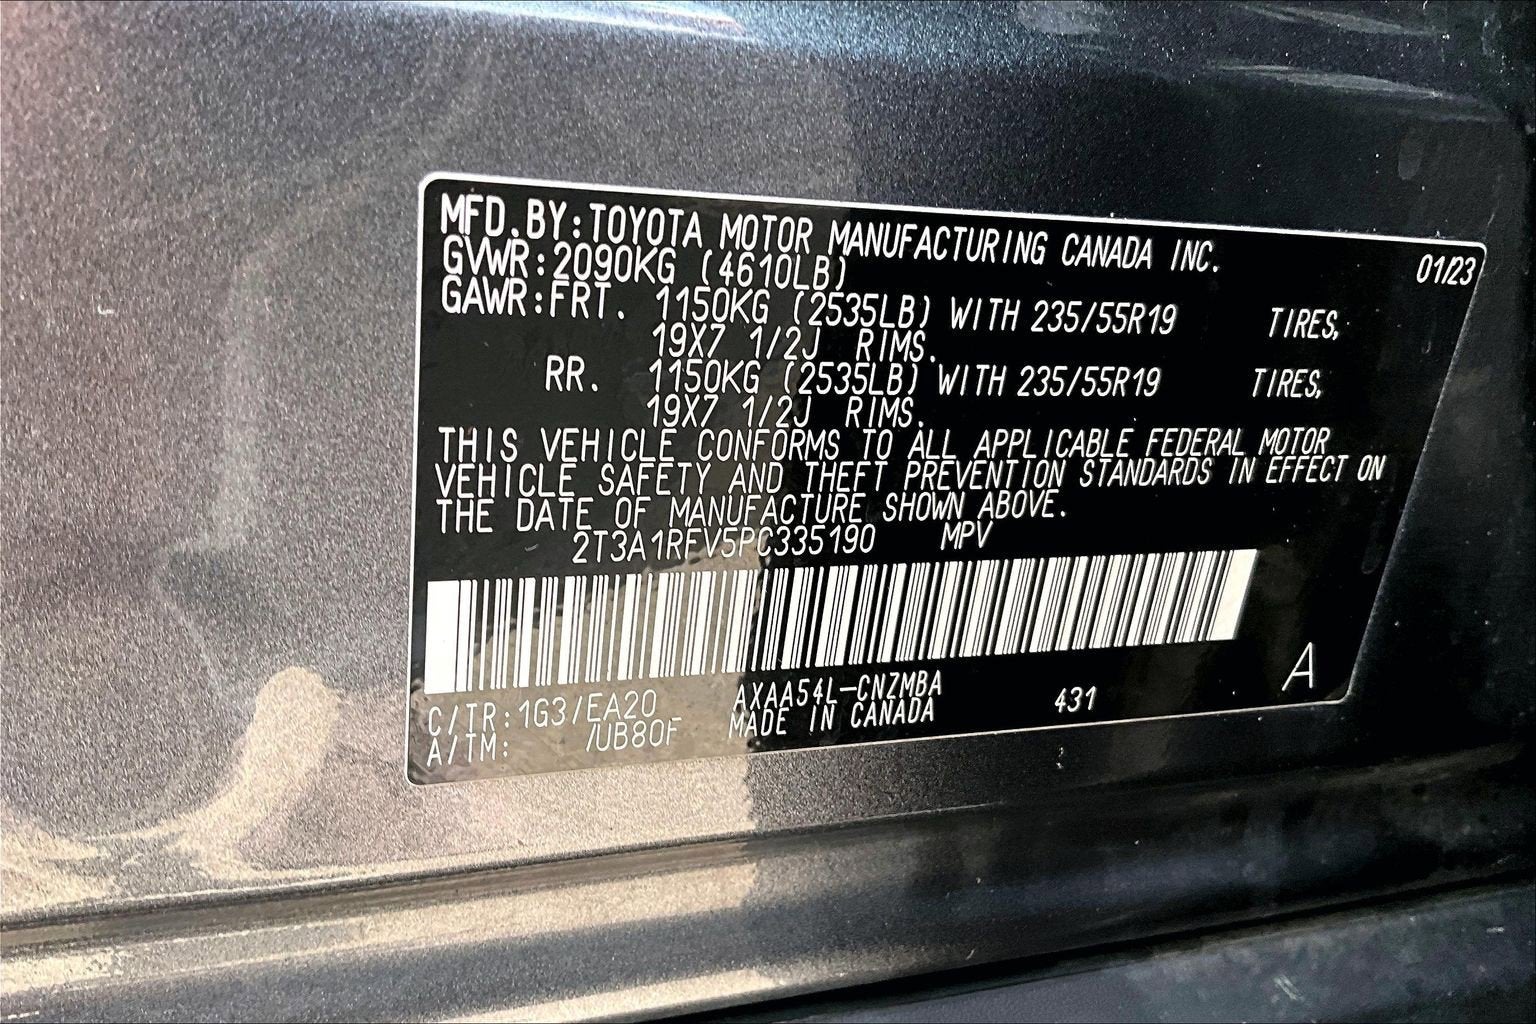 MFD.BY:TOYOTA MOTOR MANUFACTURING CANADA INC. 01/23
GVWR:2090KG (4610LB)
GAWR:FRT. 1150KG (2535LB) WITH 235/55R19 TIRES,
19X7 1/2J RIMS.
RR. 1150KG (2535LB) WITH 235/55R19 TIRES,
19X7 1/2J RIMS.
THIS VEHICLE CONFORMS TO ALL APPLICABLE FEDERAL MOTOR
VEHICLE SAFETY AND THEFT PREVENTION STANDARDS IN EFFECT ON
THE DATE OF MANUFACTURE SHOWN ABOVE.
2T3A1RFV5PC335190 MPV
C/TR:1G3/EA20 AXAA54L-CNZMBA 431 A
A/TM: /UB80F MADE IN CANADA